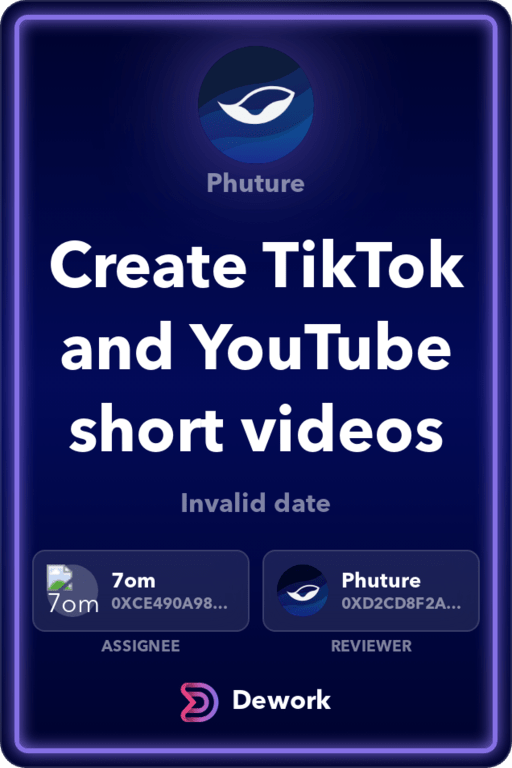 Phuture
Create TikTok
and YouTube
short videos
Invalid date
7om
7om
0XCE490A98...
ASSIGNEE
Phuture
0XD2CD8F2A...
REVIEWER
Dework